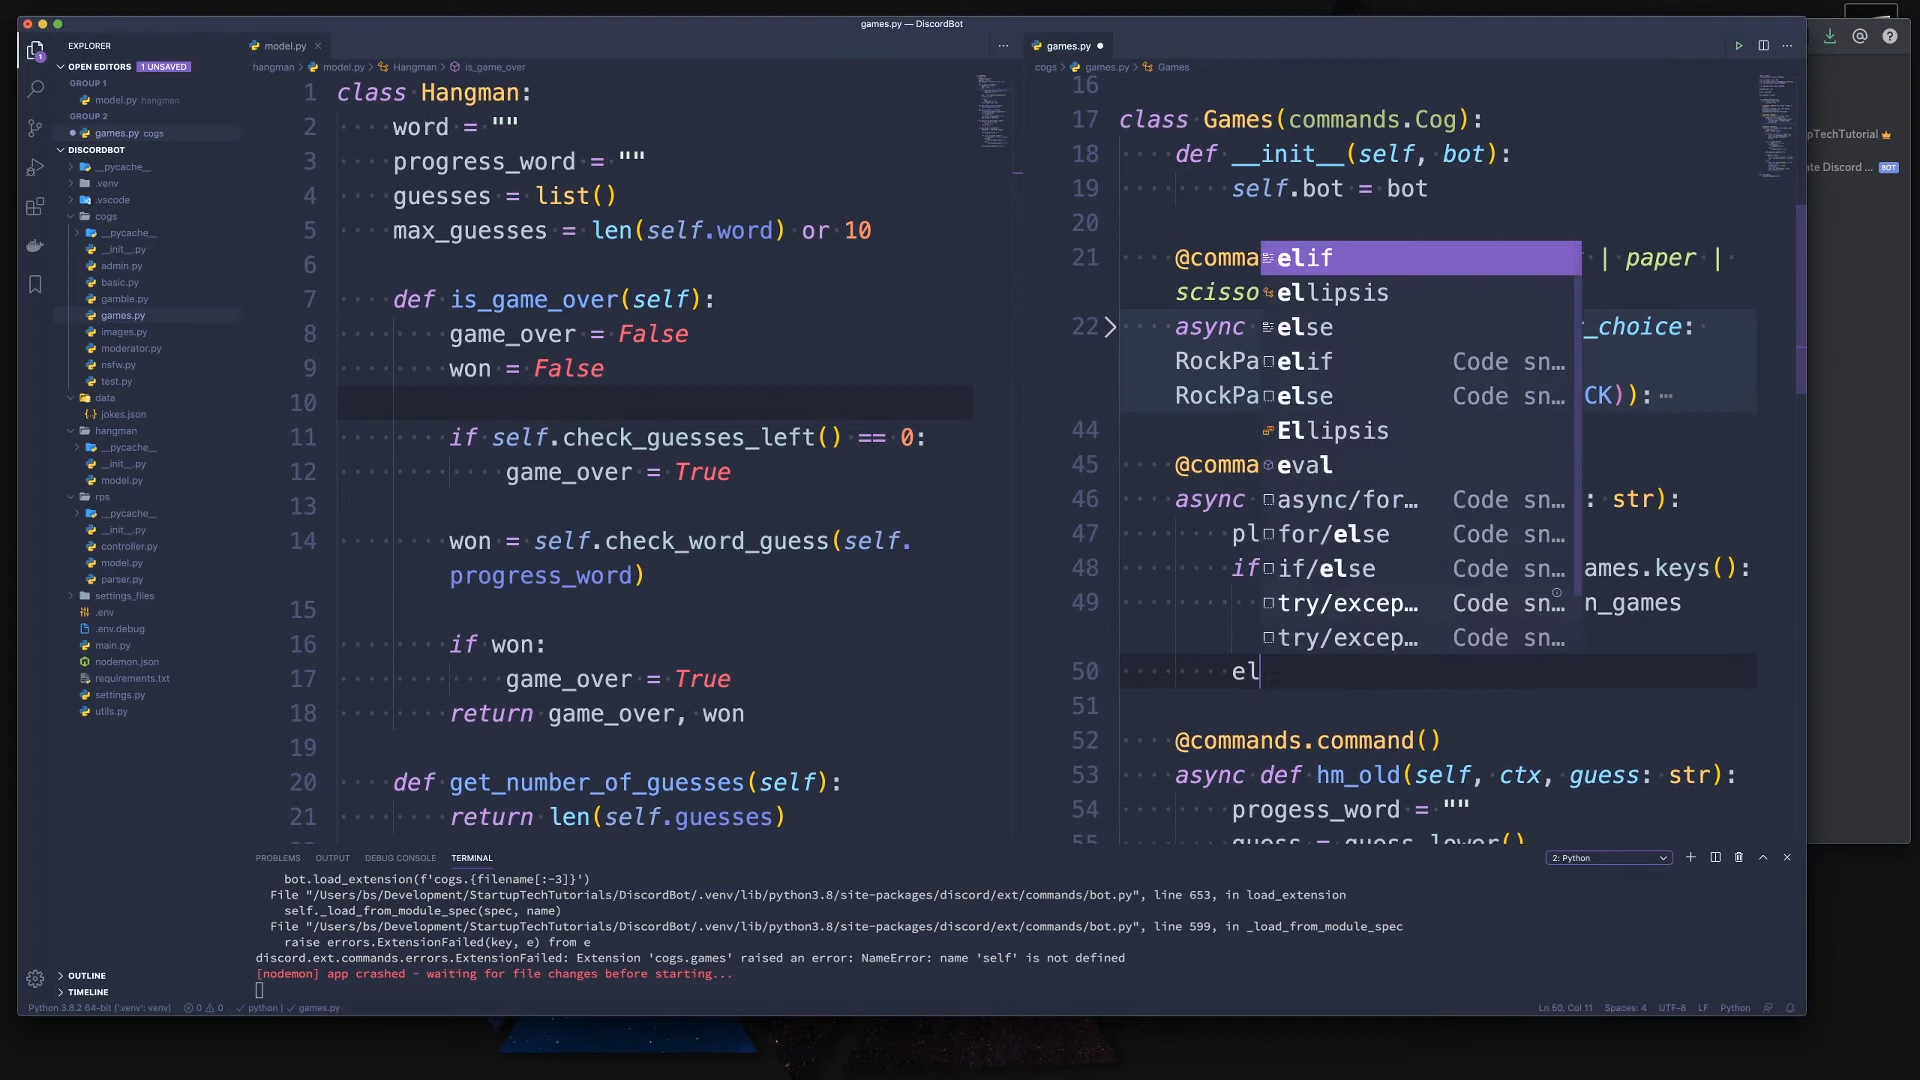 games.py — DiscordBot
EXPLORER
OPEN EDITORS 1 UNSAVED
GROUP 1
model.py hangman
GROUP 2
games.py cogs
DISCORDBOT
__pycache__
.venv
.vscode
cogs
__pycache__
__init__.py
admin.py
basic.py
gamble.py
games.py
images.py
moderator.py
nsfw.py
test.py
data
jokes.json
hangman
__pycache__
__init__.py
model.py
rps
__pycache__
__init__.py
controller.py
model.py
parser.py
settings_files
.env
.env.debug
main.py
nodemon.json
requirements.txt
settings.py
utils.py
OUTLINE
TIMELINE
model.py
hangman > model.py > Hangman > is_game_over
1 class Hangman:
2 word = ""
3 progress_word = ""
4 guesses = list()
5 max_guesses = len(self.word) or 10
6
7 def is_game_over(self):
8 game_over = False
9 won = False
10
11 if self.check_guesses_left() == 0:
12 game_over = True
13
14 won = self.check_word_guess(self.
progress_word)
15
16 if won:
17 game_over = True
18 return game_over, won
19
20 def get_number_of_guesses(self):
21 return len(self.guesses)
games.py
cogs > games.py > Games
16
17 class Games(commands.Cog):
18 def __init__(self, bot):
19 self.bot = bot
20
21 @comma | paper |
scisso
22 async _choice:
RockPa
RockPa CK)):
44
45 @comma
46 async : str):
47 pl
48 if ames.keys():
49 n_games
50 el
51
52 @commands.command()
53 async def hm_old(self, ctx, guess: str):
54 progess_word = ""
55 guess = guess.lower()
elif
ellipsis
else
elif Code sn…
else Code sn…
Ellipsis
eval
async/for… Code sn…
for/else Code sn…
if/else Code sn…
try/excep… Code sn…
try/excep… Code sn…
PROBLEMS OUTPUT DEBUG CONSOLE TERMINAL
2: Python
bot.load_extension(f'cogs.{filename[:-3]}')
File "/Users/bs/Development/StartupTechTutorials/DiscordBot/.venv/lib/python3.8/site-packages/discord/ext/commands/bot.py", line 653, in load_extension
self._load_from_module_spec(spec, name)
File "/Users/bs/Development/StartupTechTutorials/DiscordBot/.venv/lib/python3.8/site-packages/discord/ext/commands/bot.py", line 599, in _load_from_module_spec
raise errors.ExtensionFailed(key, e) from e
discord.ext.commands.errors.ExtensionFailed: Extension 'cogs.games' raised an error: NameError: name 'self' is not defined
[nodemon] app crashed - waiting for file changes before starting...
Python 3.8.2 64-bit ('.venv': venv) 0 0 python | games.py
Ln 50, Col 11 Spaces: 4 UTF-8 LF Python
upTechTutorial
ate Discord ... BOT